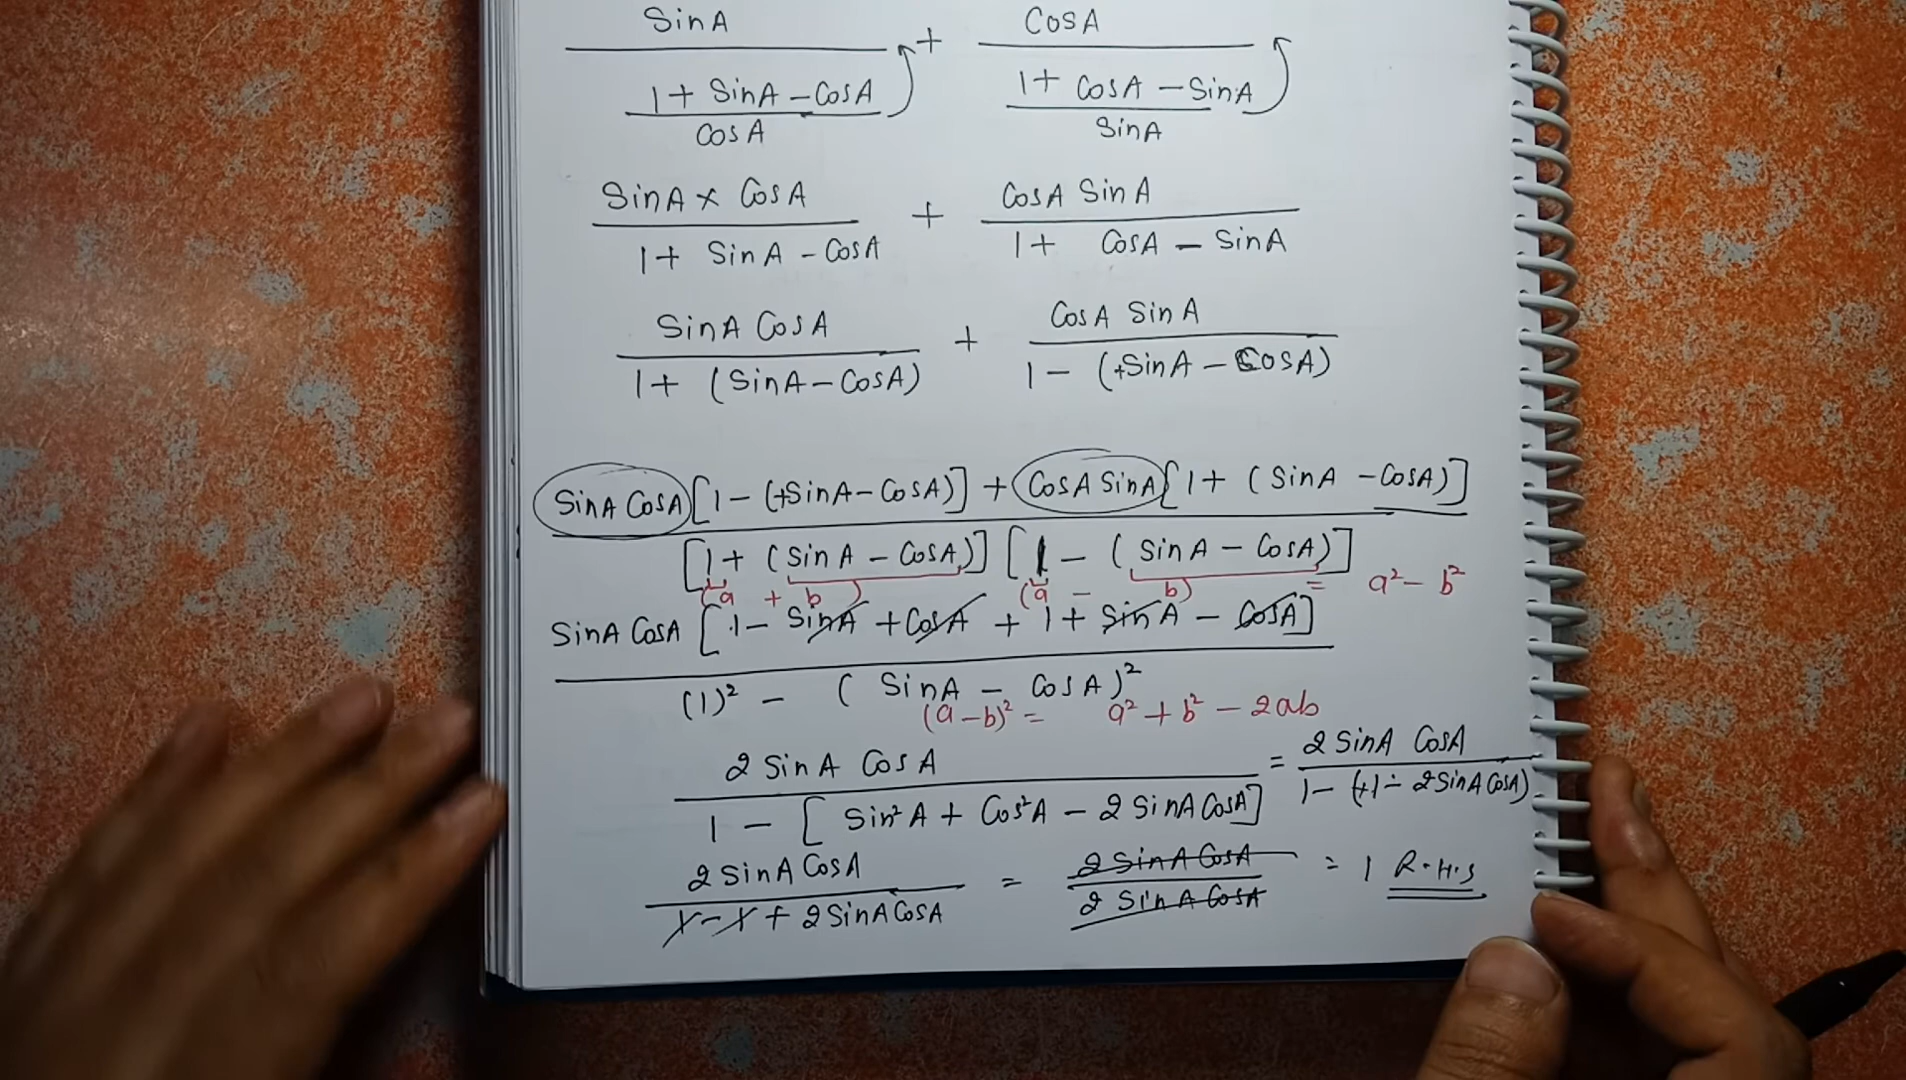 SinA + CosA
1 + SinA - CosA 1 + CosA - SinA
CosA SinA
SinA × CosA + CosA SinA
1 + SinA - CosA 1 + CosA - SinA
SinA CosA + CosA SinA
1 + (SinA - CosA) 1 - (+SinA - CosA)
SinA CosA [1 - (+SinA - CosA)] + CosA SinA [1 + (SinA - CosA)]
[1 + (SinA - CosA)] [1 - (SinA - CosA)]
(a + b) (a - b) = a² - b²
SinA CosA [1 - SinA + CosA + 1 + SinA - CosA]
(1)² - (SinA - CosA)²
(a - b)² = a² + b² - 2ab
2 SinA CosA = 2 SinA CosA
1 - [Sin²A + Cos²A - 2 SinA CosA] 1 - (+1 - 2SinA CosA)
2 SinA CosA = 2 SinA CosA = 1 R.H.S
1 - 1 + 2 SinA CosA 2 SinA CosA